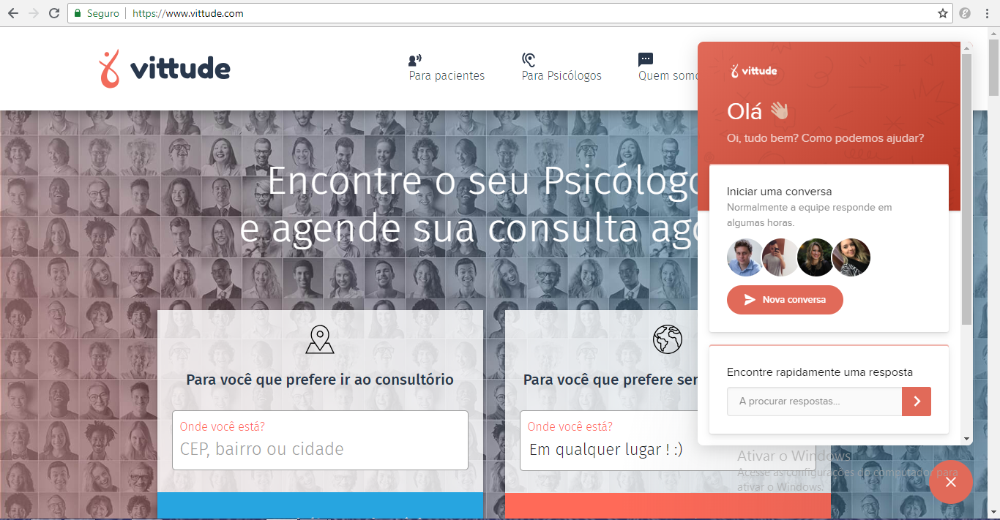 Seguro | https://www.vittude.com
vittude
Para pacientes
Para Psicólogos
Quem somo
vittude
Olá
Oi, tudo bem? Como podemos ajudar?
Encontre o seu Psicólogo
e agende sua consulta ago
Iniciar uma conversa
Normalmente a equipe responde em
algumas horas.
Nova conversa
Para você que prefere ir ao consultório
Onde você está?
CEP, bairro ou cidade
Para você que prefere ser
Onde você está?
Em qualquer lugar ! :)
Encontre rapidamente uma resposta
A procurar respostas...
Ativar o Windows
Acesse as configurações do computador para
ativar o Windows.